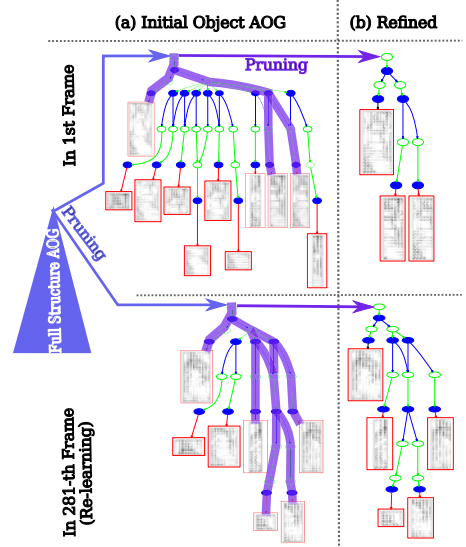 (a) Initial Object AOG
(b) Refined
Pruning
In 1st Frame
Pruning
Full Structure AOG
In 281-th Frame
(Re-learning)